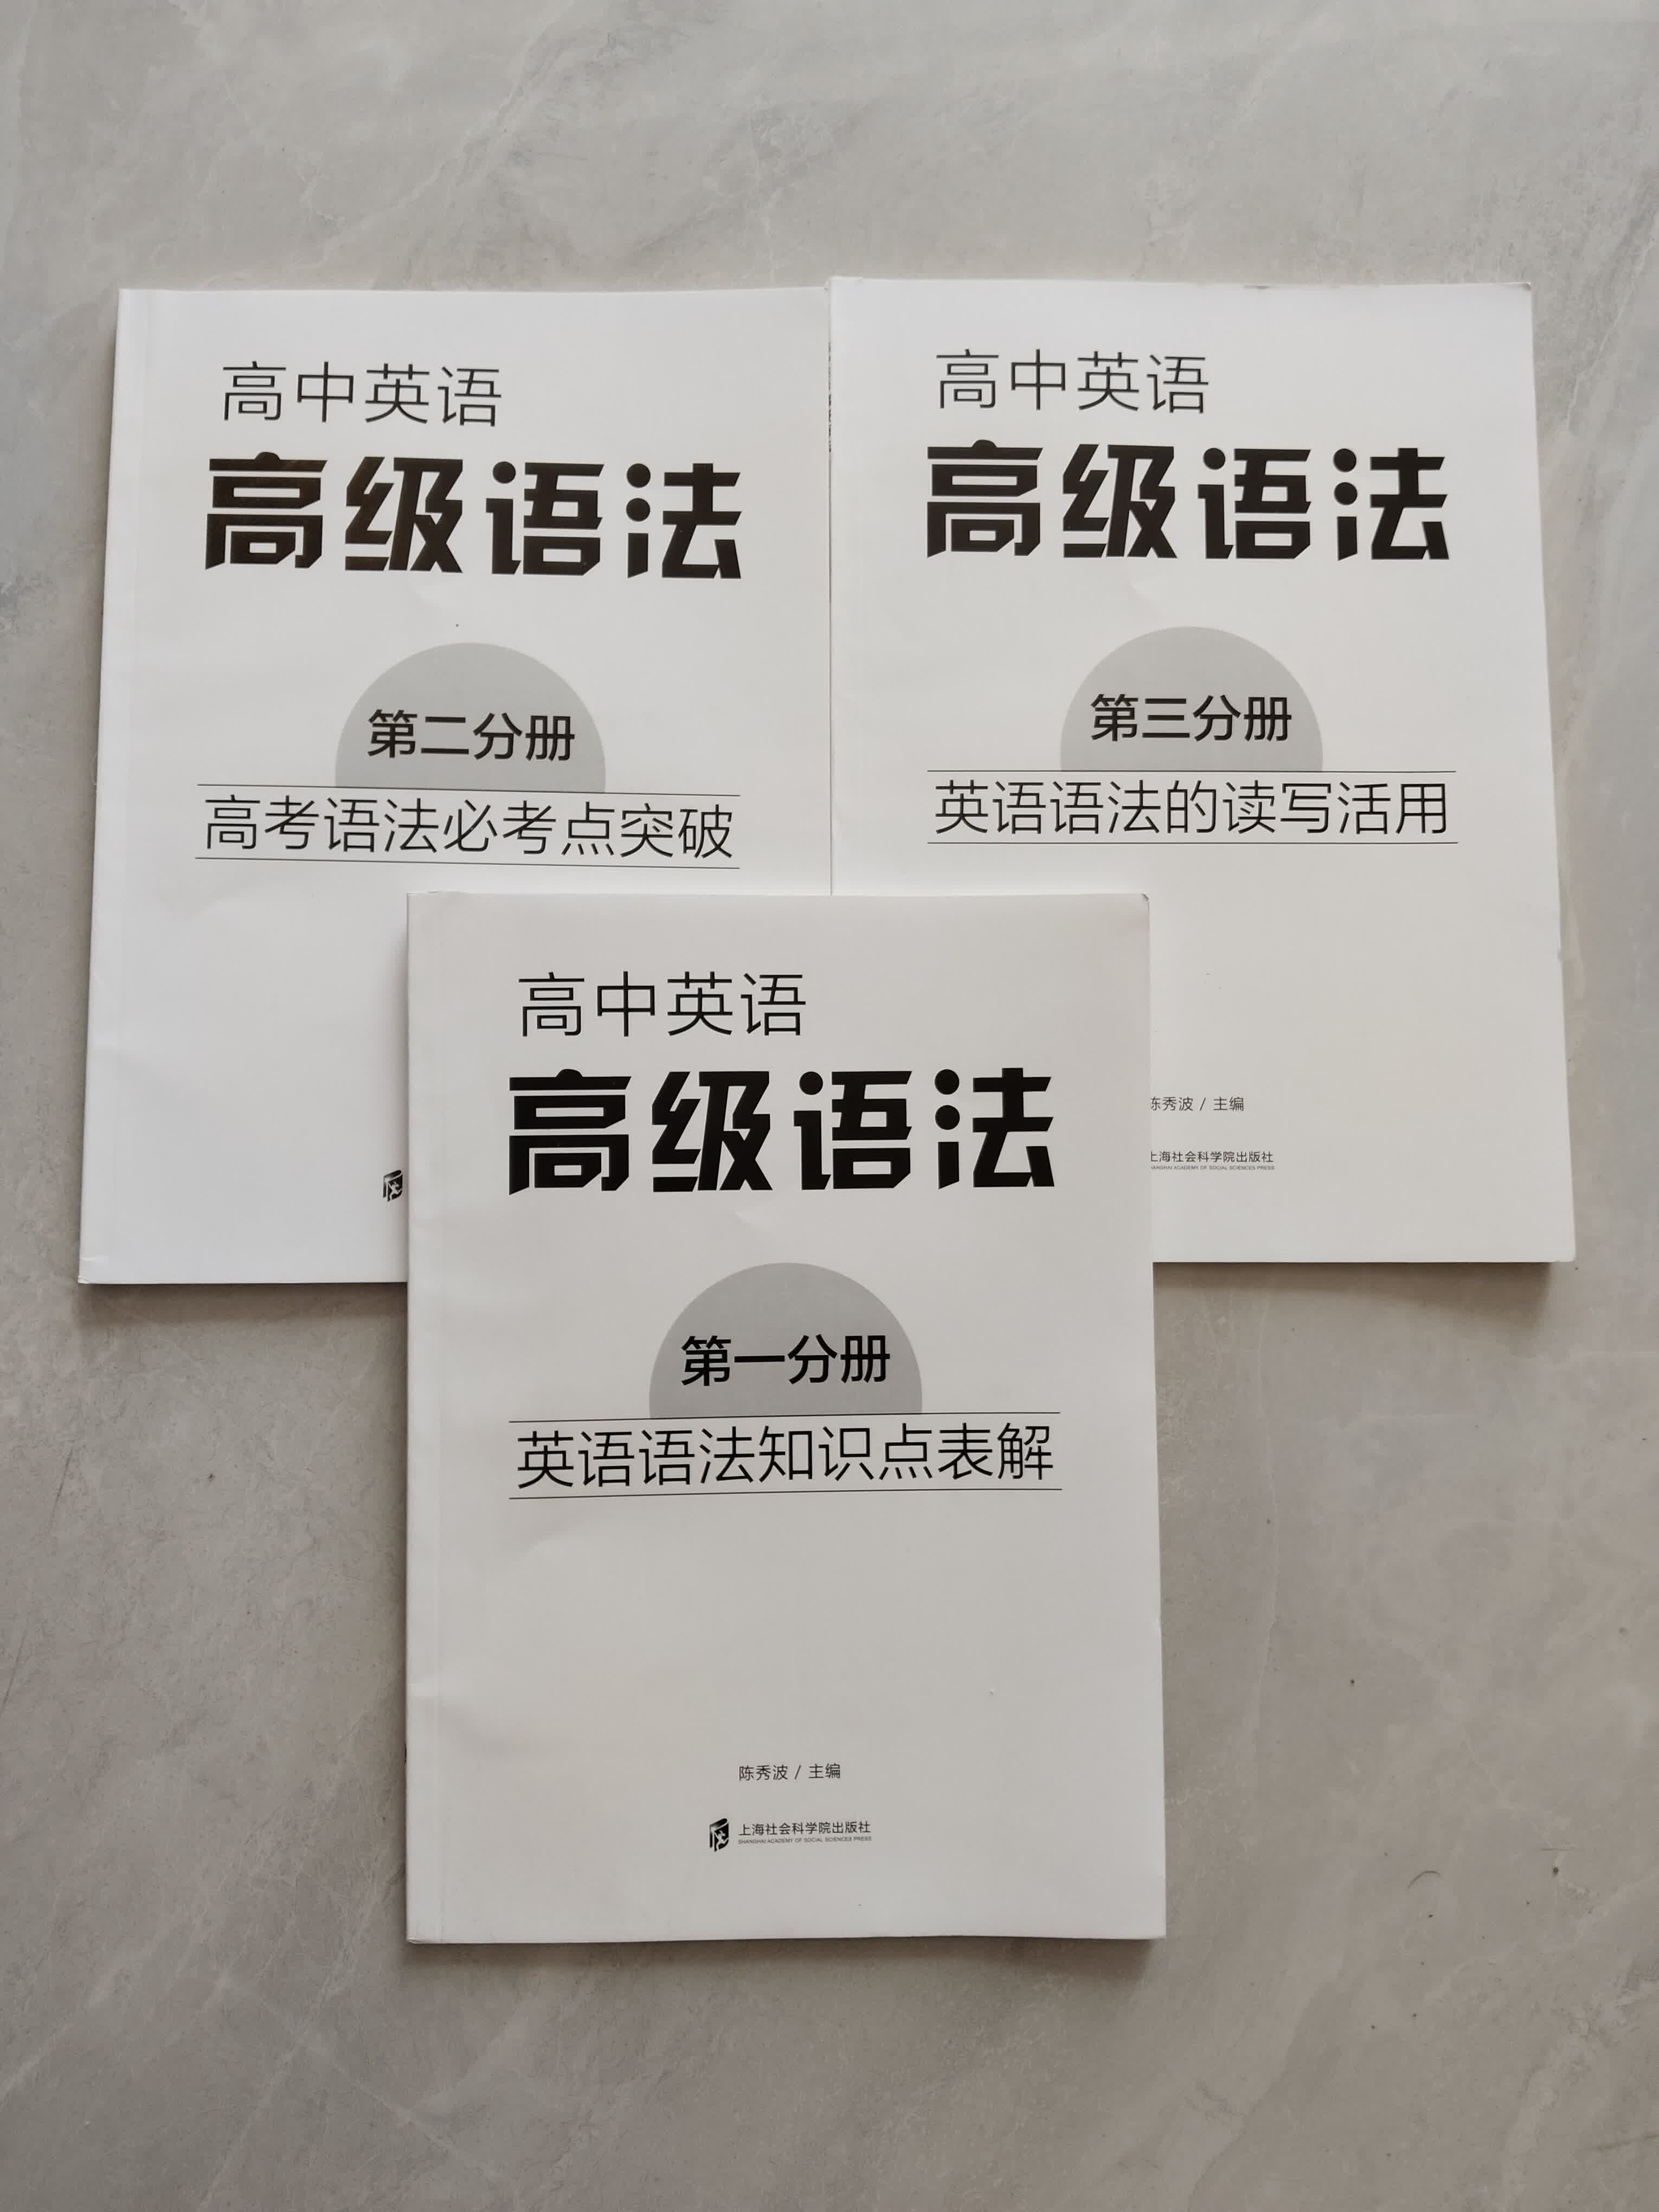 高中英语
高级语法
第二分册
高考语法必考点突破
高中英语
高级语法
第三分册
英语语法的读写活用
陈秀波 / 主编
上海社会科学院出版社
SHANGHAI ACADEMY OF SOCIAL SCIENCES PRESS
高中英语
高级语法
第一分册
英语语法知识点表解
陈秀波 / 主编
上海社会科学院出版社
SHANGHAI ACADEMY OF SOCIAL SCIENCES PRESS